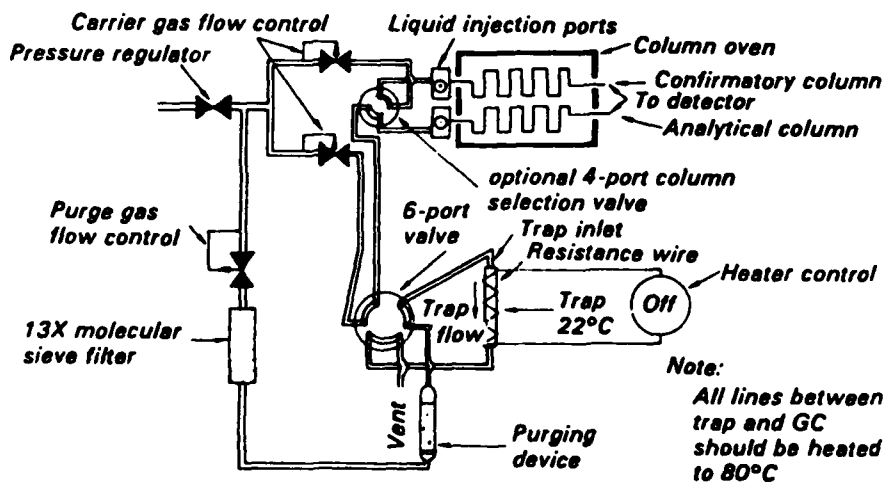 Carrier gas flow control
Pressure regulator
Liquid injection ports
Column oven
Confirmatory column
To detector
Analytical column
optional 4-port column
selection valve
Purge gas
flow control
6-port
valve
Trap inlet
Resistance wire
Heater control
Trap
flow
Trap
22°C
Off
13X molecular
sieve filter
Vent
Purging
device
Note:
All lines between
trap and GC
should be heated
to 80°C